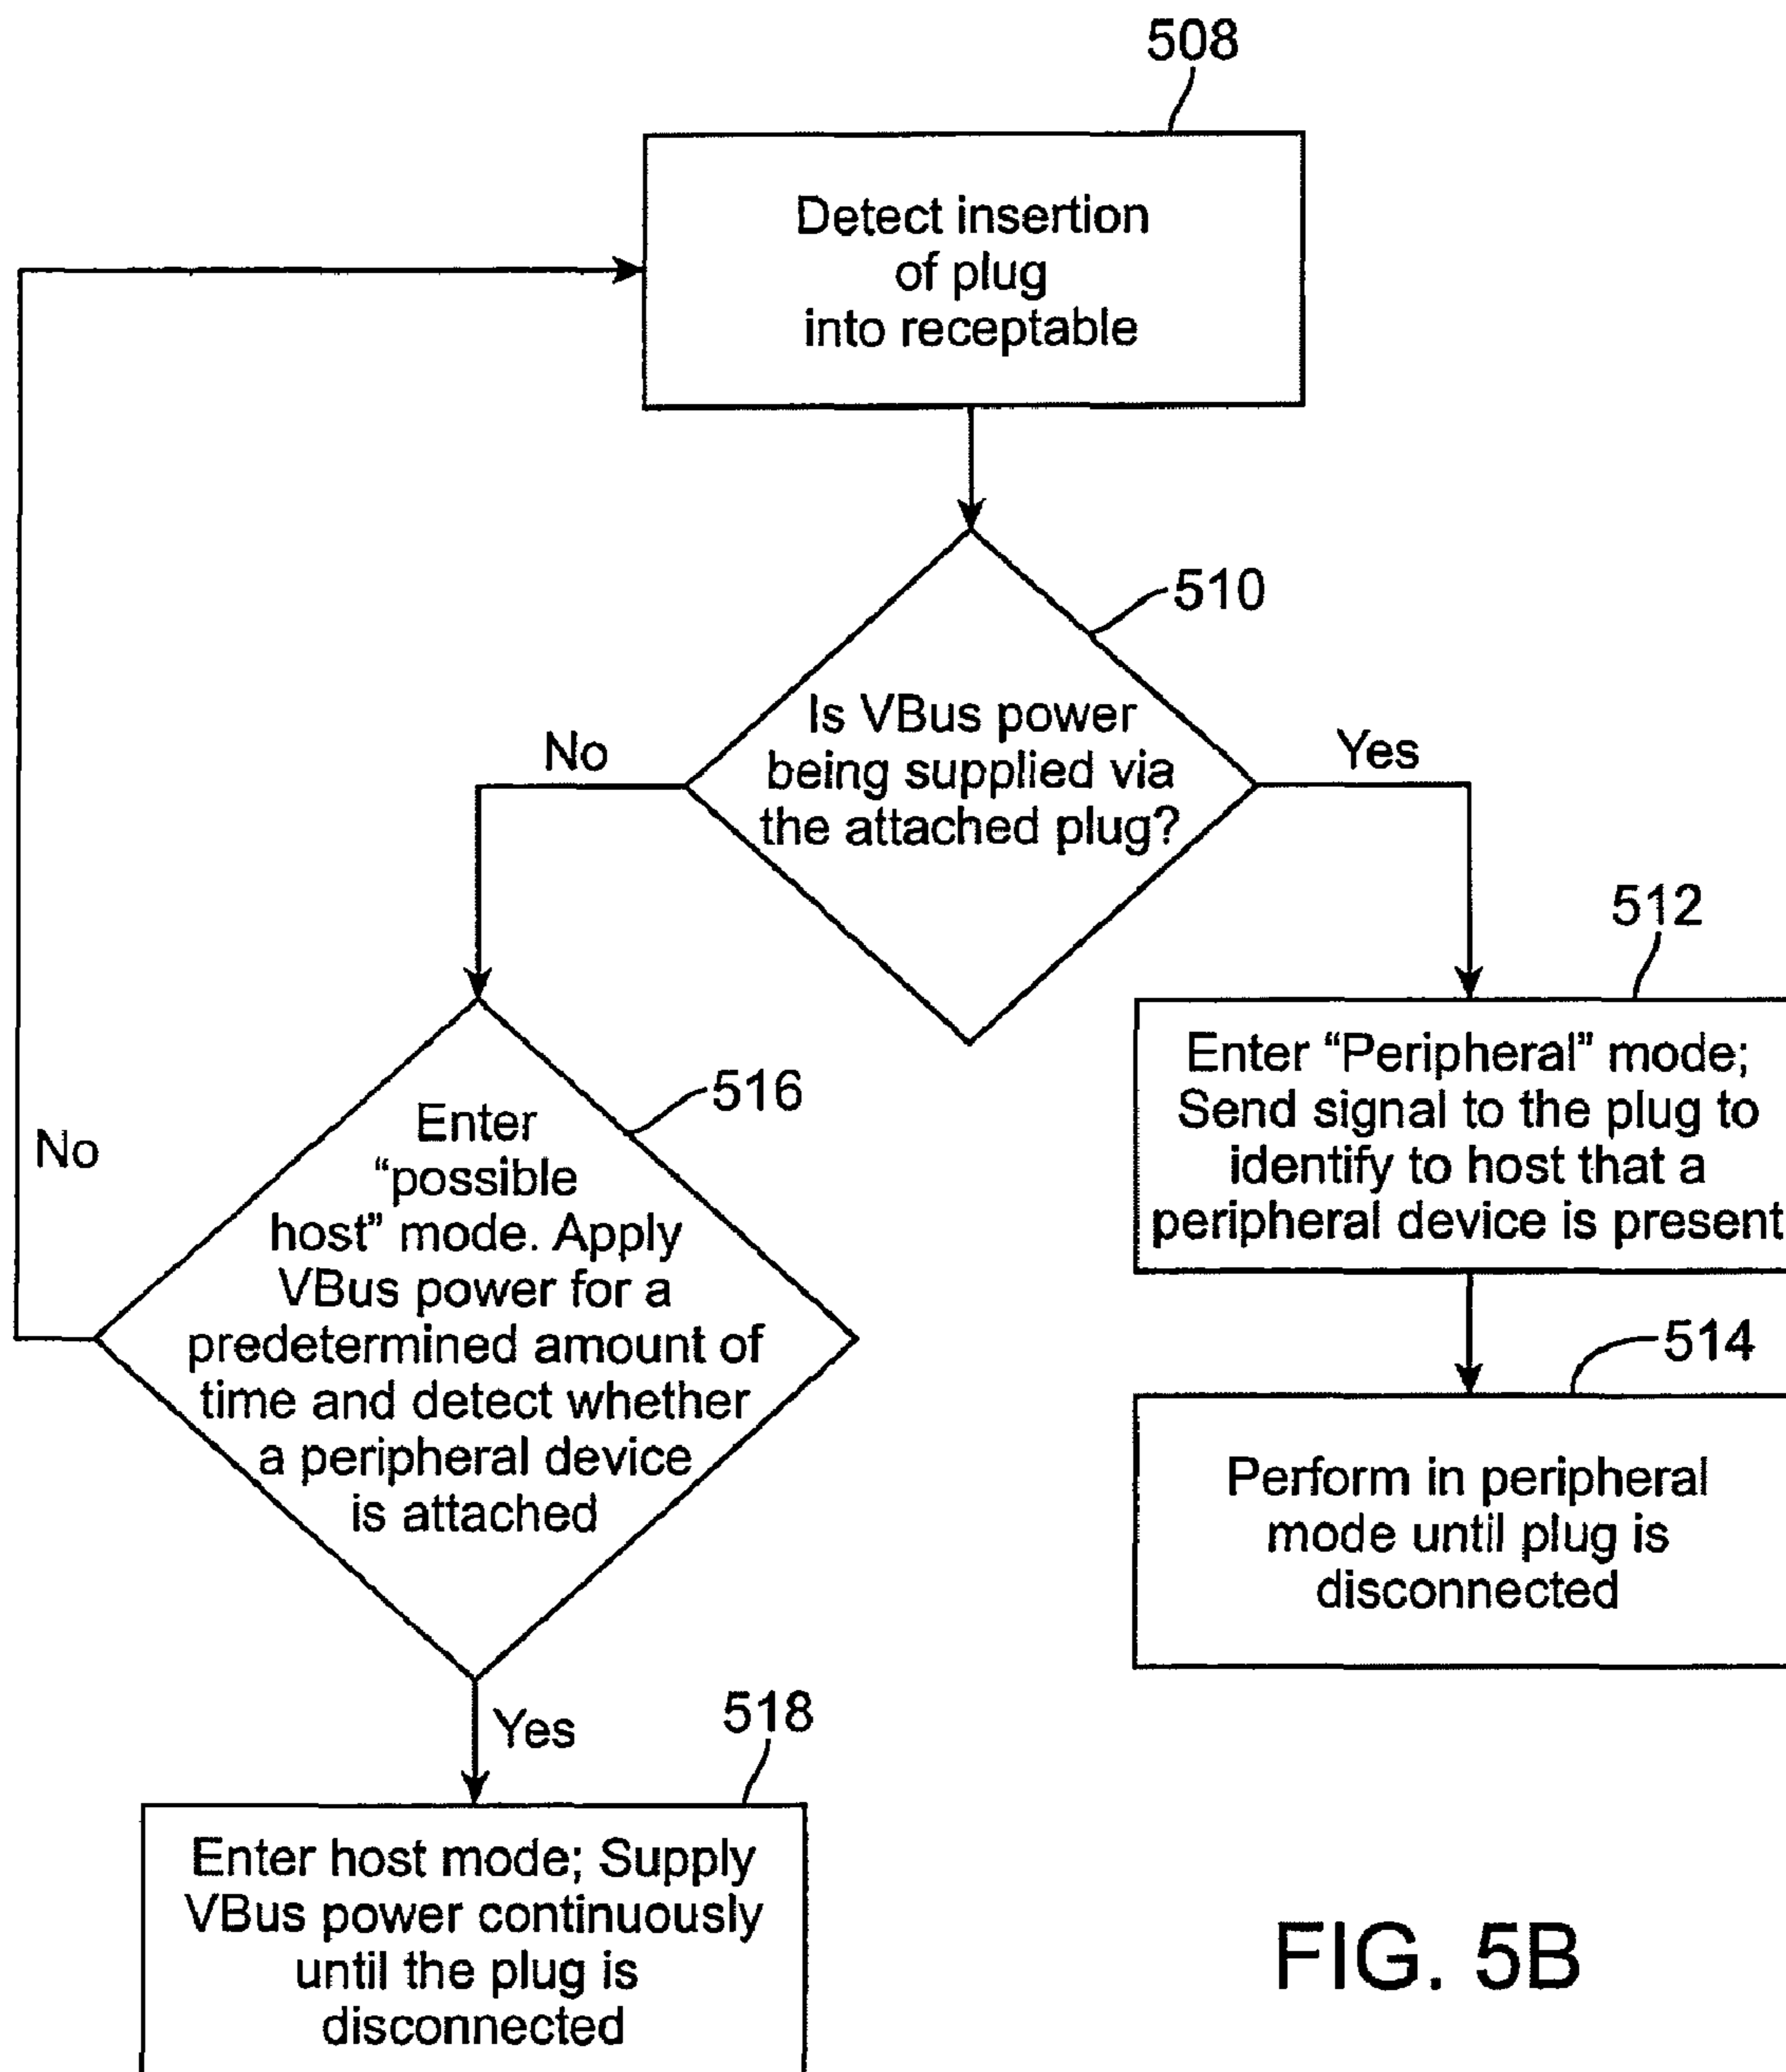 508
Detect insertion
of plug
into receptable
510
Is VBus power
being supplied via
the attached plug?
No
Yes
512
Enter “Peripheral” mode;
Send signal to the plug to
identify to host that a
peripheral device is present
516
Enter
“possible
host” mode. Apply
VBus power for a
predetermined amount of
time and detect whether
a peripheral device
is attached
No
514
Perform in peripheral
mode until plug is
disconnected
Yes
518
Enter host mode; Supply
VBus power continuously
until the plug is
disconnected
FIG. 5B